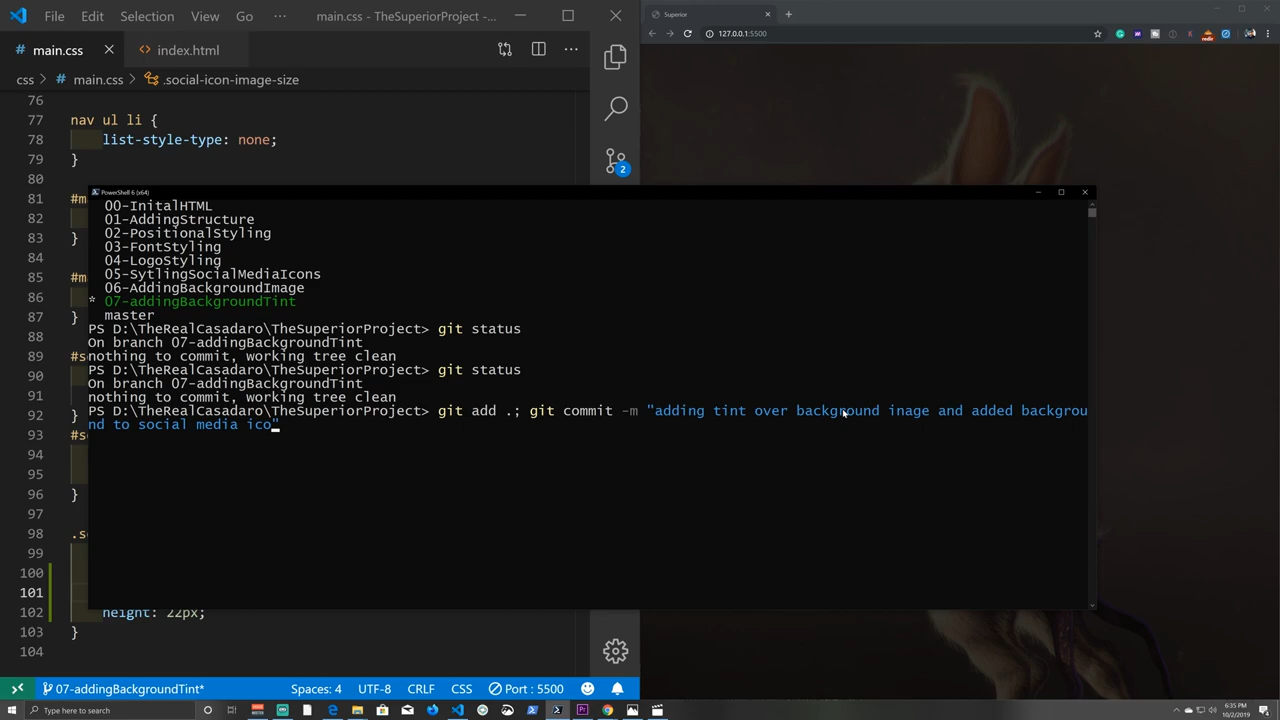 File Edit Selection View Go ··· main.css - TheSuperiorProject -...
main.css index.html
css > # main.css > .social-icon-image-size
76
77 nav ul li {
78 list-style-type: none;
79 }
80
81 #m
82
83 }
84
85 #m
86
87 }
88
89 #s
90
91
92 }
93 #s
94
95
96 }
97
98 .s
99
100
101
102 height: 22px;
103 }
104
2
PowerShell 6 (x64)
00-InitalHTML
01-AddingStructure
02-PositionalStyling
03-FontStyling
04-LogoStyling
05-SytlingSocialMediaIcons
06-AddingBackgroundImage
* 07-addingBackgroundTint
master
PS D:\TheRealCasadaro\TheSuperiorProject> git status
On branch 07-addingBackgroundTint
nothing to commit, working tree clean
PS D:\TheRealCasadaro\TheSuperiorProject> git status
On branch 07-addingBackgroundTint
nothing to commit, working tree clean
PS D:\TheRealCasadaro\TheSuperiorProject> git add .; git commit -m "adding tint over background inage and added backgrou
nd to social media ico"
07-addingBackgroundTint* Spaces: 4 UTF-8 CRLF CSS Port : 5500
Superior
127.0.0.1:5500
Type here to search
6:35 PM
10/2/2019